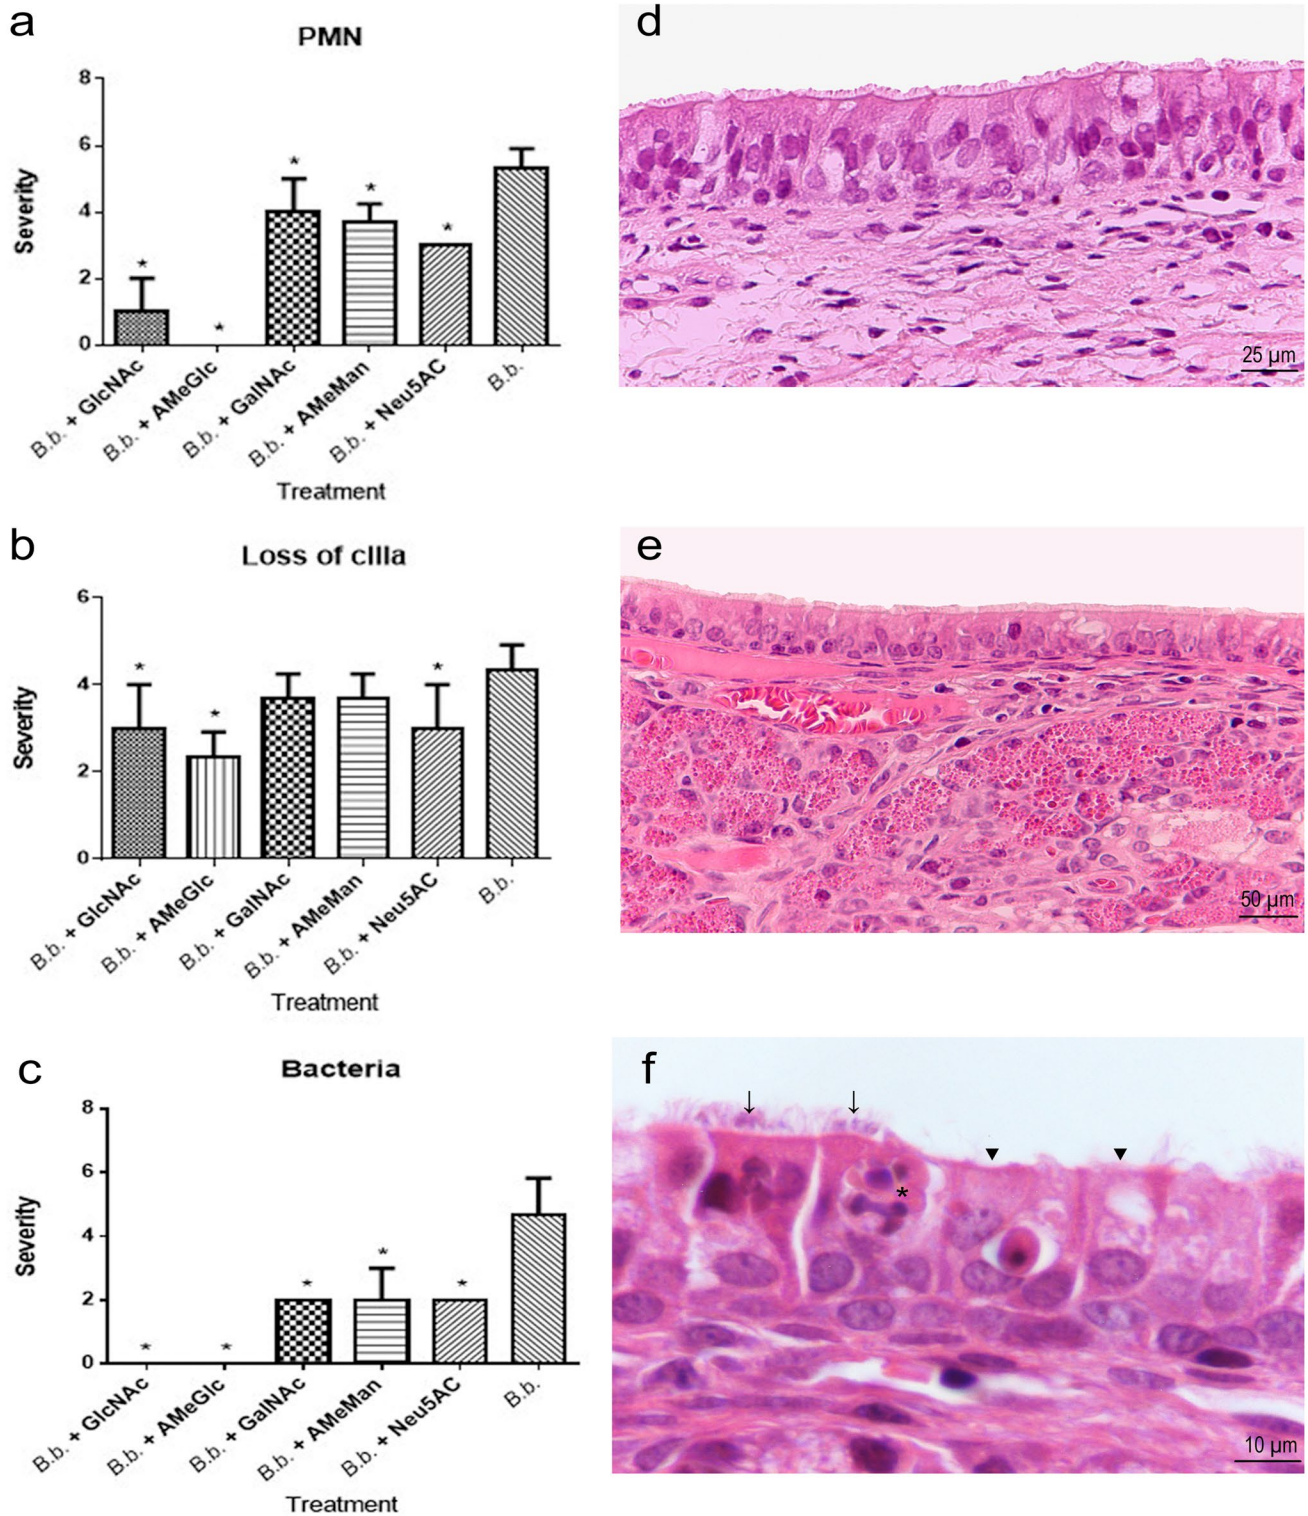 a
PMN
Severity
8
6
4
2
0
* * * * *
B.b. + GlcNAc
B.b. + AMeGlc
B.b. + GalNAc
B.b. + AMeMan
B.b. + Neu5AC
B.b.
Treatment
b
Loss of cIlIa
Severity
6
4
2
0
* * *
B.b. + GlcNAc
B.b. + AMeGlc
B.b. + GalNAc
B.b. + AMeMan
B.b. + Neu5AC
B.b.
Treatment
c
Bacteria
Severity
8
6
4
2
0
* * * * *
B.b. + GlcNAc
B.b. + AMeGlc
B.b. + GalNAc
B.b. + AMeMan
B.b. + Neu5AC
B.b.
Treatment
d
25 µm
e
50 µm
f
*
10 µm